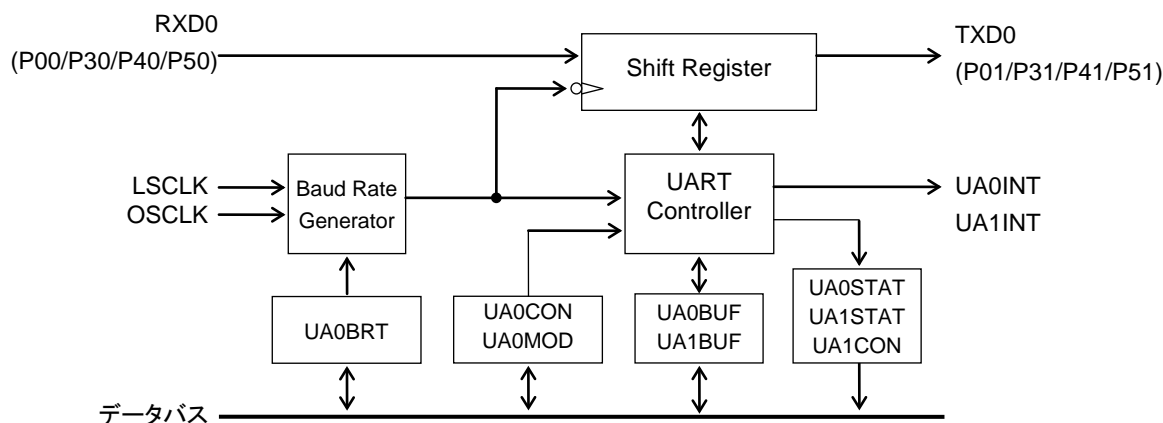 RXD0
(P00/P30/P40/P50)
Shift Register
TXD0
(P01/P31/P41/P51)
LSCLK
OSCLK
Baud Rate
Generator
UART
Controller
UA0INT
UA1INT
UA0BRT
UA0CON
UA0MOD
UA0BUF
UA1BUF
UA0STAT
UA1STAT
UA1CON
データバス